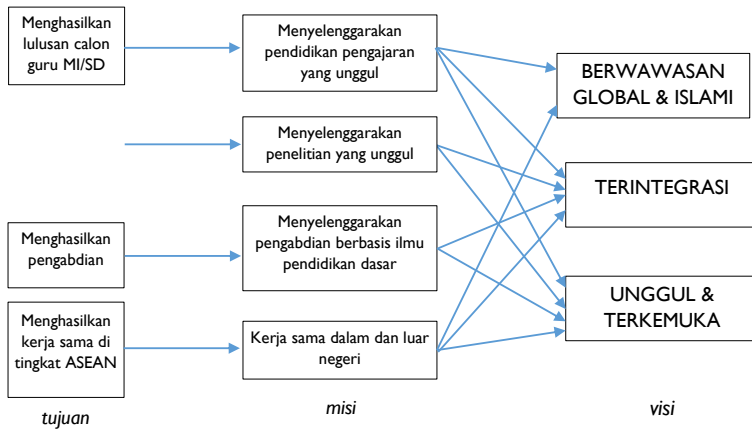 Menghasilkan
lulusan calon
guru MI/SD
Menghasilkan
pengabdian
Menghasilkan
kerja sama di
tingkat ASEAN
tujuan
Menyelenggarakan
pendidikan pengajaran
yang unggul
Menyelenggarakan
penelitian yang unggul
Menyelenggarakan
pengabdian berbasis ilmu
pendidikan dasar
Kerja sama dalam dan luar
negeri
misi
BERWAWASAN
GLOBAL & ISLAMI
TERINTEGRASI
UNGGUL &
TERKEMUKA
visi